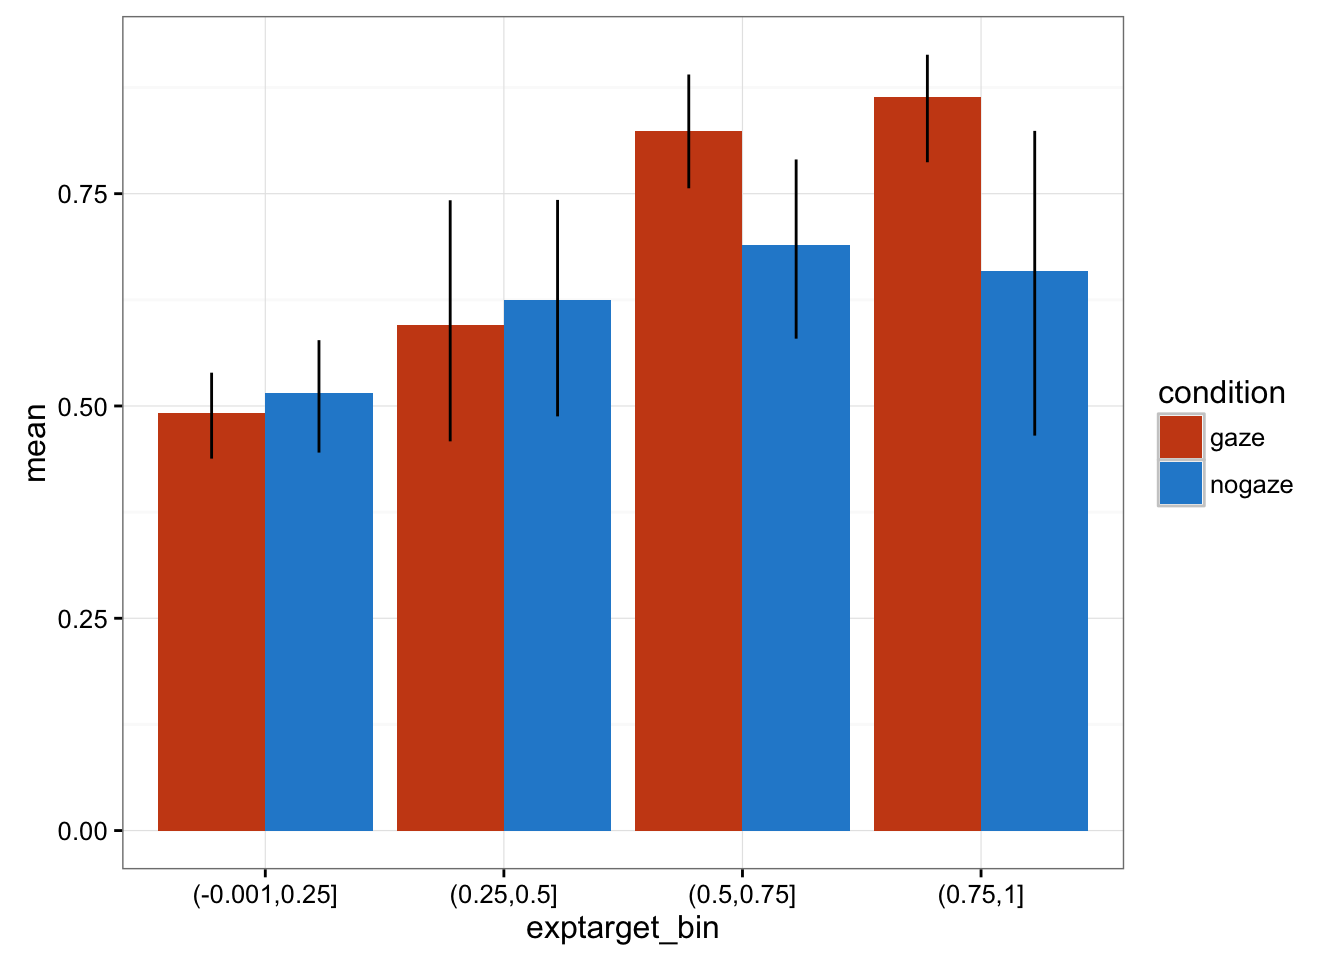 mean
0.75
0.50
0.25
0.00
(-0.001,0.25]
(0.25,0.5]
(0.5,0.75]
(0.75,1]
exptarget_bin
condition
gaze
nogaze